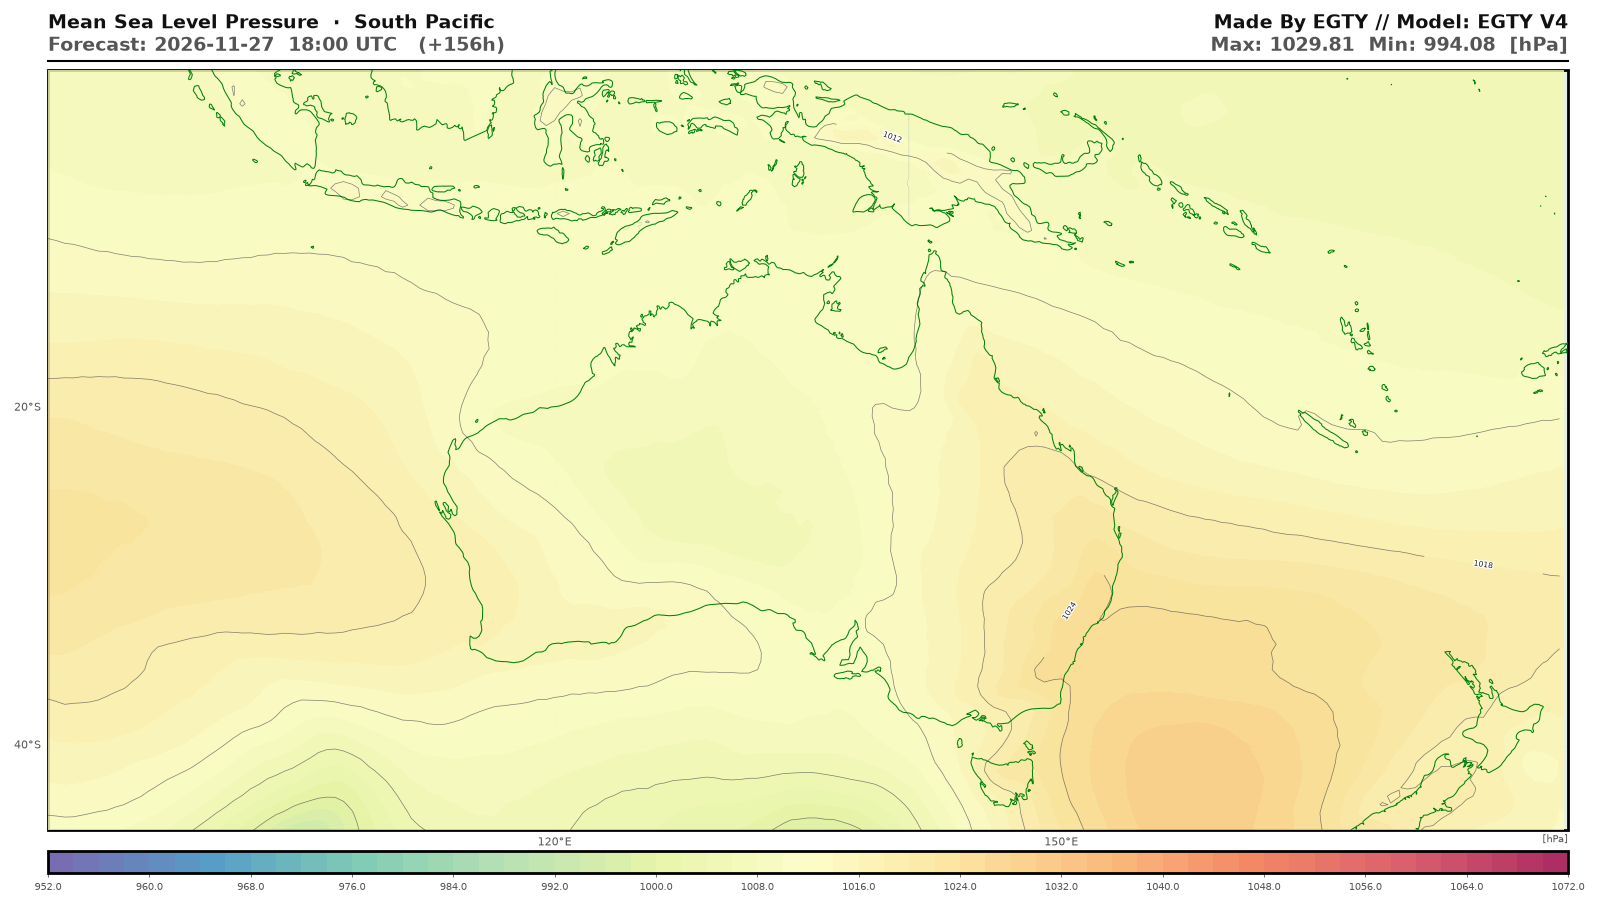 Mean Sea Level Pressure · South Pacific
Made By EGTY // Model: EGTY V4
Forecast: 2026-11-27 18:00 UTC (+156h)
Max: 1029.81 Min: 994.08 [hPa]
1012
20°S
1018
1024
40°S
120°E
150°E
[hPa]
952.0 960.0 968.0 976.0 984.0 992.0 1000.0 1008.0 1016.0 1024.0 1032.0 1040.0 1048.0 1056.0 1064.0 1072.0